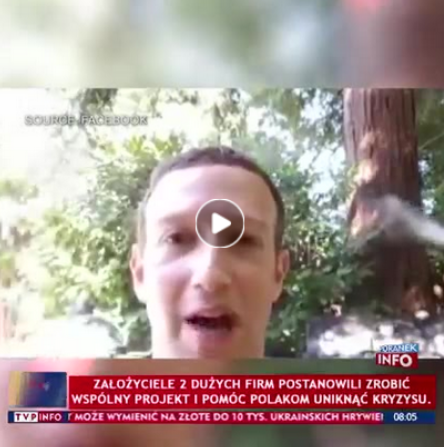 SOURCE: FACEBOOK
PORANEK
INFO
ZAŁOŻYCIELE 2 DUŻYCH FIRM POSTANOWILI ZROBIĆ
WSPÓLNY PROJEKT I POMÓC POLAKOM UNIKNĄĆ KRYZYSU.
TVP INFO T MOŻE WYMIENIĆ NA ZŁOTE DO 10 TYS. UKRAIŃSKICH HRYWIEN 08:05